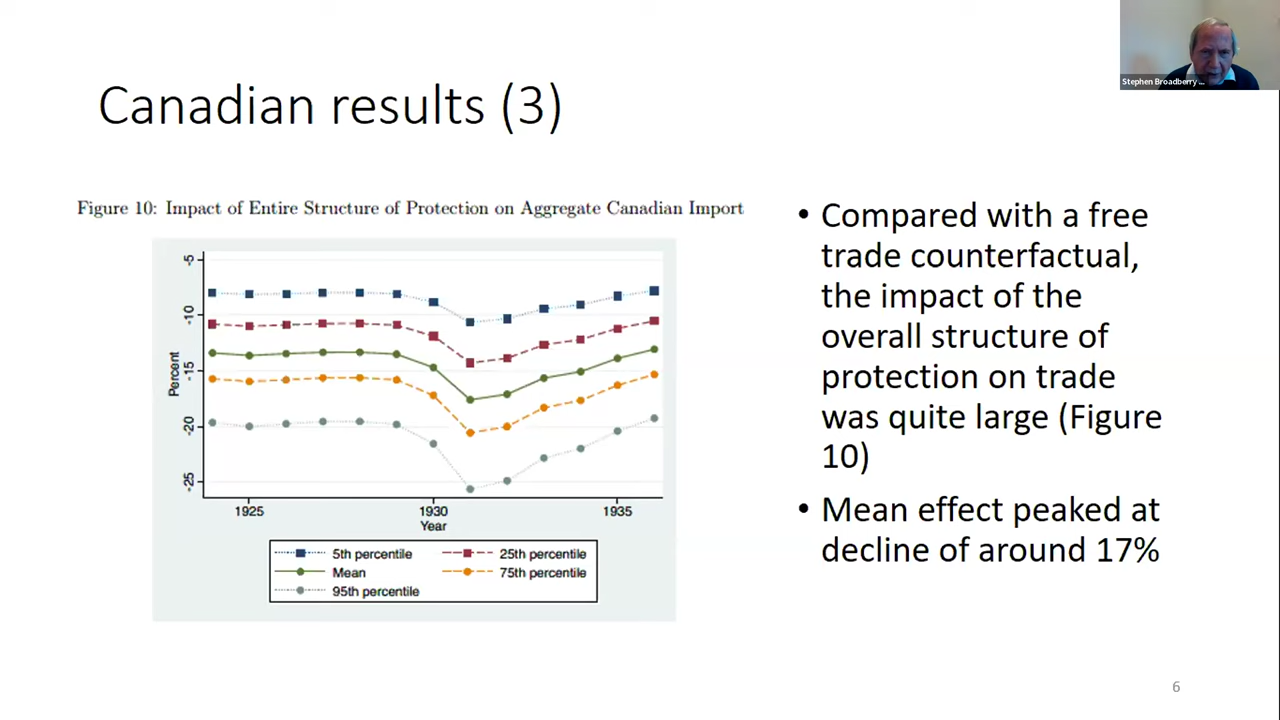 Stephen Broadberry ...
Canadian results (3)
Figure 10: Impact of Entire Structure of Protection on Aggregate Canadian Import
-5
-10
-15
-20
-25
Percent
1925
1930
1935
Year
5th percentile
25th percentile
Mean
75th percentile
95th percentile
• Compared with a free
trade counterfactual,
the impact of the
overall structure of
protection on trade
was quite large (Figure
10)
• Mean effect peaked at
decline of around 17%
6